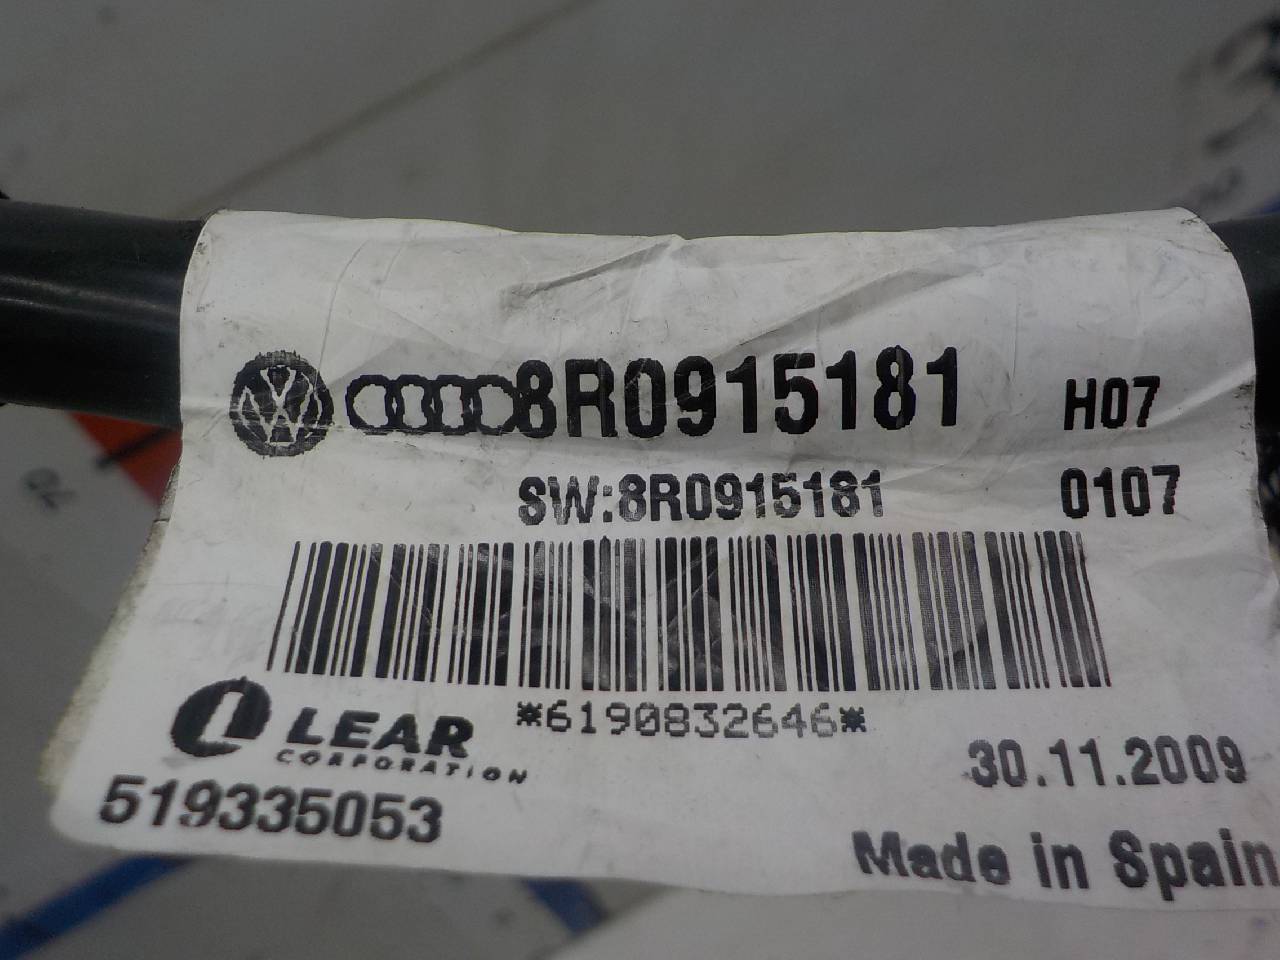 8R0915181 H07
SW:8R0915181 0107
*6190832646*
LEAR
CORPORATION
30.11.2009
519335053
Made in Spain